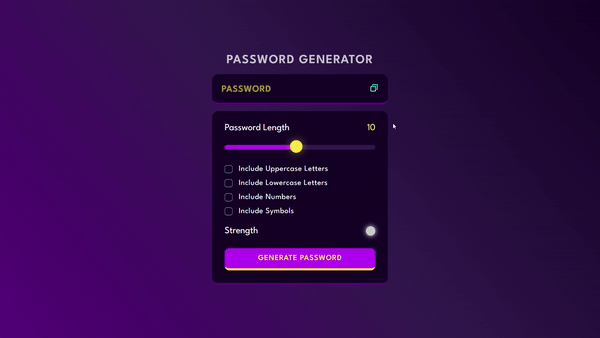 PASSWORD GENERATOR
PASSWORD
Password Length 10
Include Uppercase Letters
Include Lowercase Letters
Include Numbers
Include Symbols
Strength
GENERATE PASSWORD